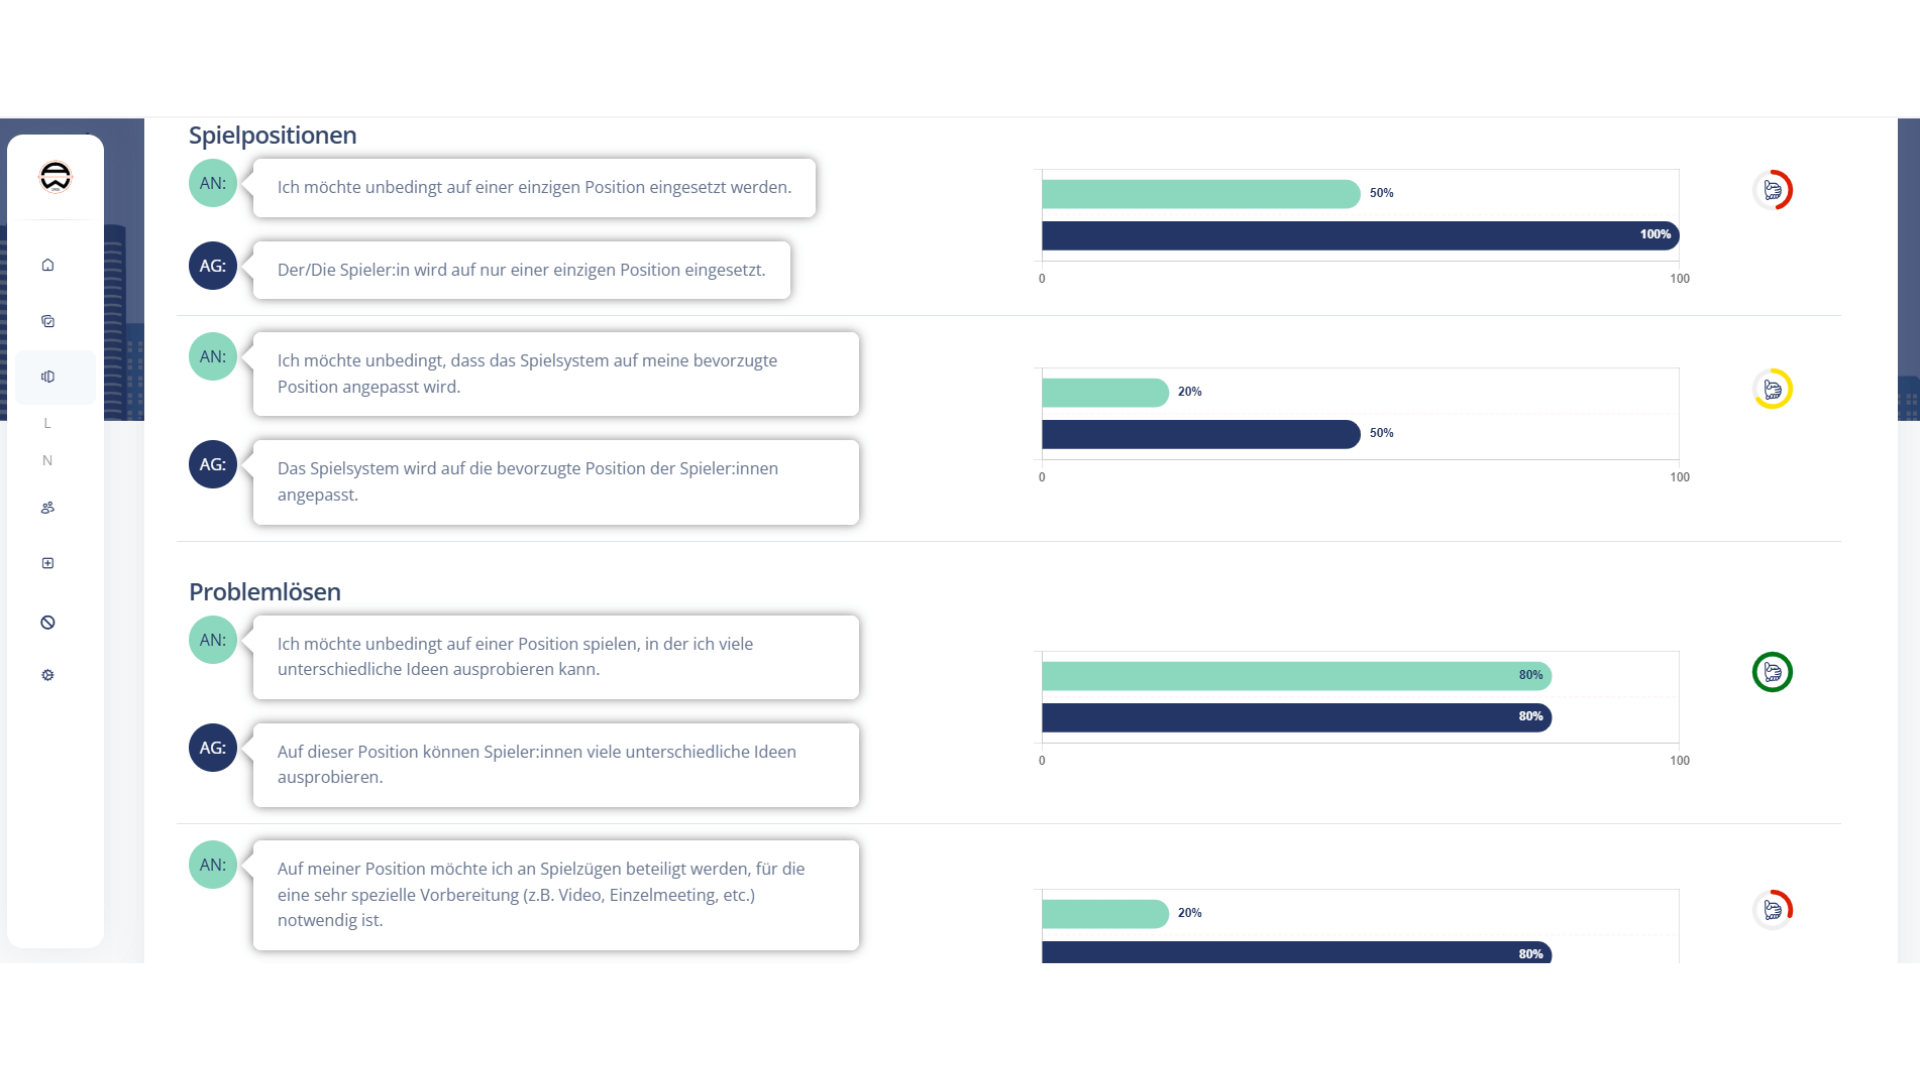 Spielpositionen
AN:
Ich möchte unbedingt auf einer einzigen Position eingesetzt werden.
50%
100%
AG:
Der/Die Spieler:in wird auf nur einer einzigen Position eingesetzt.
0
100
AN:
Ich möchte unbedingt, dass das Spielsystem auf meine bevorzugte
Position angepasst wird.
20%
50%
AG:
Das Spielsystem wird auf die bevorzugte Position der Spieler:innen
angepasst.
0
100
L
N
Problemlösen
AN:
Ich möchte unbedingt auf einer Position spielen, in der ich viele
unterschiedliche Ideen ausprobieren kann.
80%
80%
AG:
Auf dieser Position können Spieler:innen viele unterschiedliche Ideen
ausprobieren.
0
100
AN:
Auf meiner Position möchte ich an Spielzügen beteiligt werden, für die
eine sehr spezielle Vorbereitung (z.B. Video, Einzelmeeting, etc.)
notwendig ist.
20%
80%